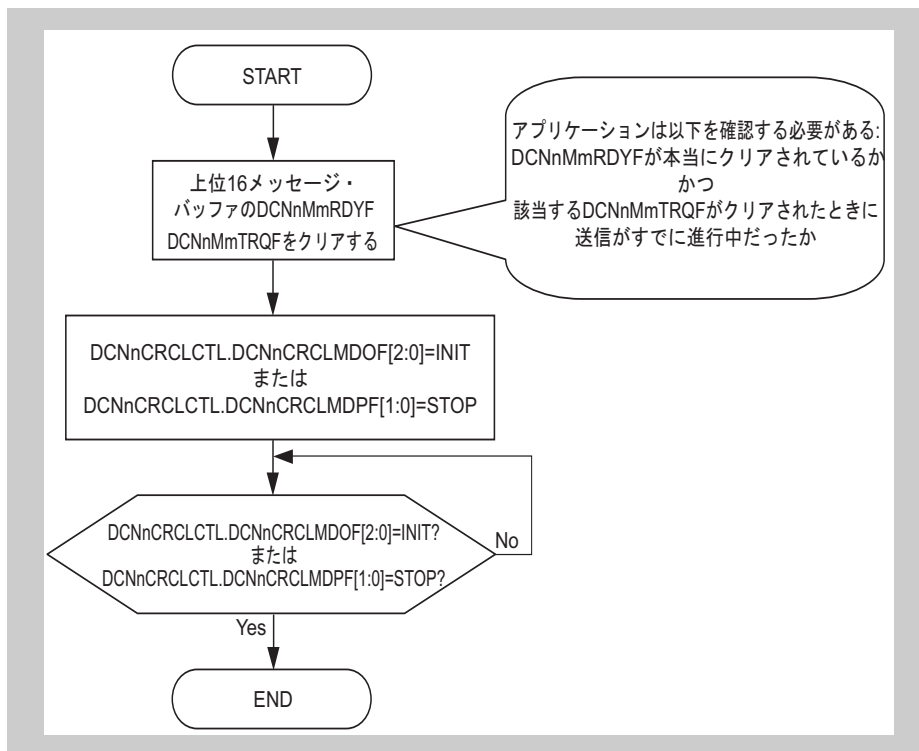 START
上位16メッセージ・
バッファのDCNnMmRDYF
DCNnMmTRQFをクリアする
アプリケーションは以下を確認する必要がある:
DCNnMmRDYFが本当にクリアされているか
かつ
該当するDCNnMmTRQFがクリアされたときに
送信がすでに進行中だったか
DCNnCRCLCTL.DCNnCRCLMDOF[2:0]=INIT
または
DCNnCRCLCTL.DCNnCRCLMDPF[1:0]=STOP
DCNnCRCLCTL.DCNnCRCLMDOF[2:0]=INIT?
または
DCNnCRCLCTL.DCNnCRCLMDPF[1:0]=STOP?
No
Yes
END